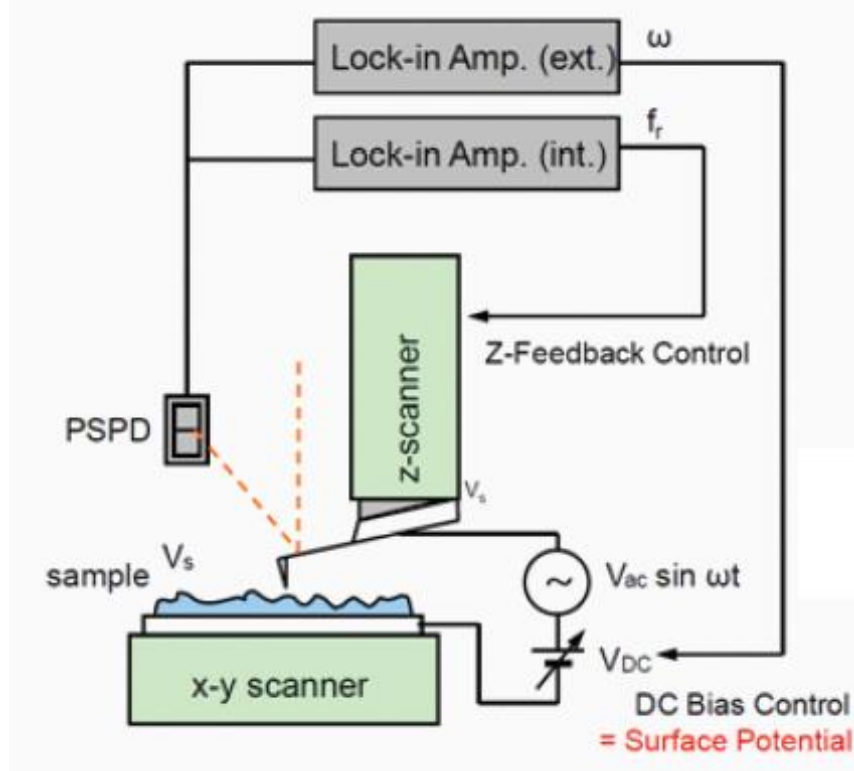 Lock-in Amp. (ext.)
ω
Lock-in Amp. (int.)
fr
Z-Feedback Control
z-scanner
PSPD
Vs
Vs
sample
Vac sin ωt
~
VDC
x-y scanner
DC Bias Control
= Surface Potential